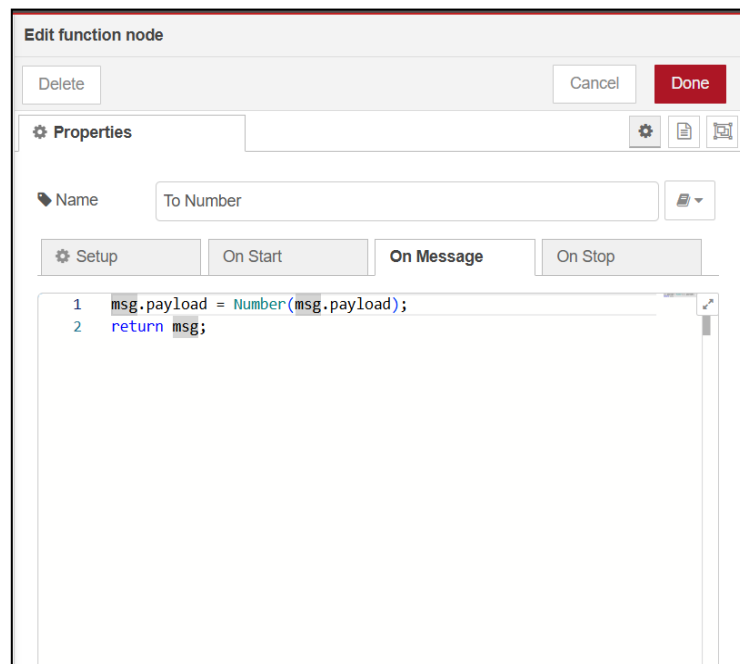 Edit function node
Delete
Cancel
Done
Properties
Name
To Number
Setup
On Start
On Message
On Stop
1 msg.payload = Number(msg.payload);
2 return msg;